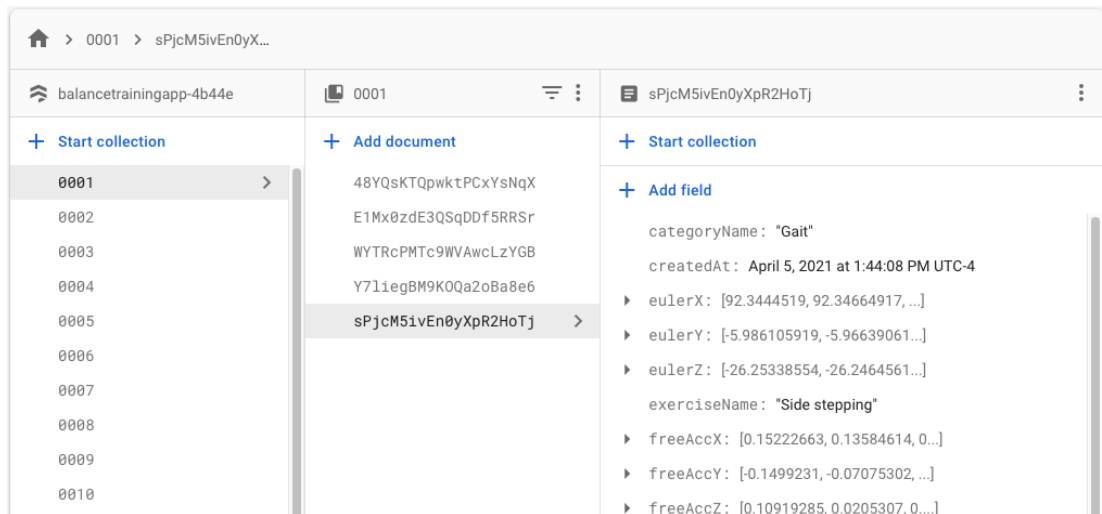 0001 > sPjcM5ivEn0yX...
balancetrainingapp-4b44e
+ Start collection
0001
0002
0003
0004
0005
0006
0007
0008
0009
0010
0001
+ Add document
48YQsKTQpwktPCxYsNqX
E1Mx0zdE3QSqDDf5RRSr
WYTRcPMTc9WVAwcLzYGB
Y7liegBM9KOQa2oBa8e6
sPjcM5ivEn0yXpR2HoTj
sPjcM5ivEn0yXpR2HoTj
+ Start collection
+ Add field
categoryName: "Gait"
createdAt: April 5, 2021 at 1:44:08 PM UTC-4
eulerX: [92.3444519, 92.34664917, ...]
eulerY: [-5.986105919, -5.96639061...]
eulerZ: [-26.25338554, -26.2464561...]
exerciseName: "Side stepping"
freeAccX: [0.15222663, 0.13584614, 0...]
freeAccY: [-0.1499231, -0.07075302, ...]
freeAccZ: [0.10919285, 0.0205307, 0....]